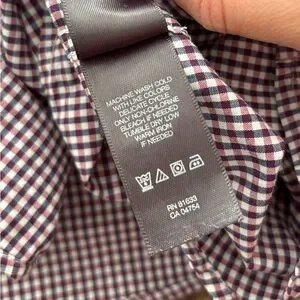 MACHINE WASH COLD
WITH LIKE COLORS
DELICATE CYCLE
ONLY NON-CHLORINE
BLEACH IF NEEDED
TUMBLE DRY LOW
WARM IRON
IF NEEDED
RN 81633
CA 04754